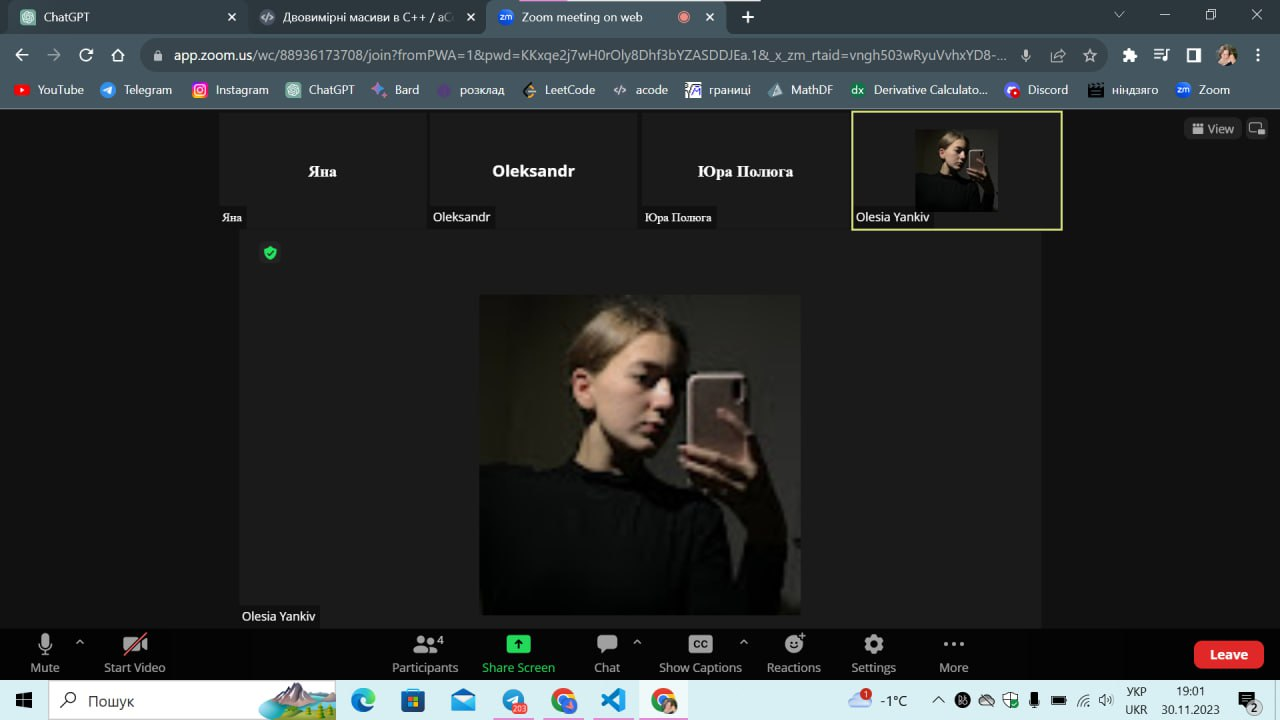 ChatGPT
Двовимірні масиви в C++ / aCo
Zoom meeting on web
app.zoom.us/wc/88936173708/join?fromPWA=1&pwd=KKxqe2j7wH0rOly8Dhf3bYZASDDJEa.1&_x_zm_rtaid=vngh503wRyuVvhxYD8-...
YouTube Telegram Instagram ChatGPT Bard розклад LeetCode acode границі MathDF Derivative Calculato... Discord ніндзяго Zoom
View
Яна
Oleksandr
Юра Полюга
Яна
Oleksandr
Юра Полюга
Olesia Yankiv
Olesia Yankiv
Mute
Start Video
4
Participants
Share Screen
Chat
CC
Show Captions
Reactions
Settings
More
Leave
Пошук
203
1
-1°C
УКР
UKR
19:01
30.11.2023
2